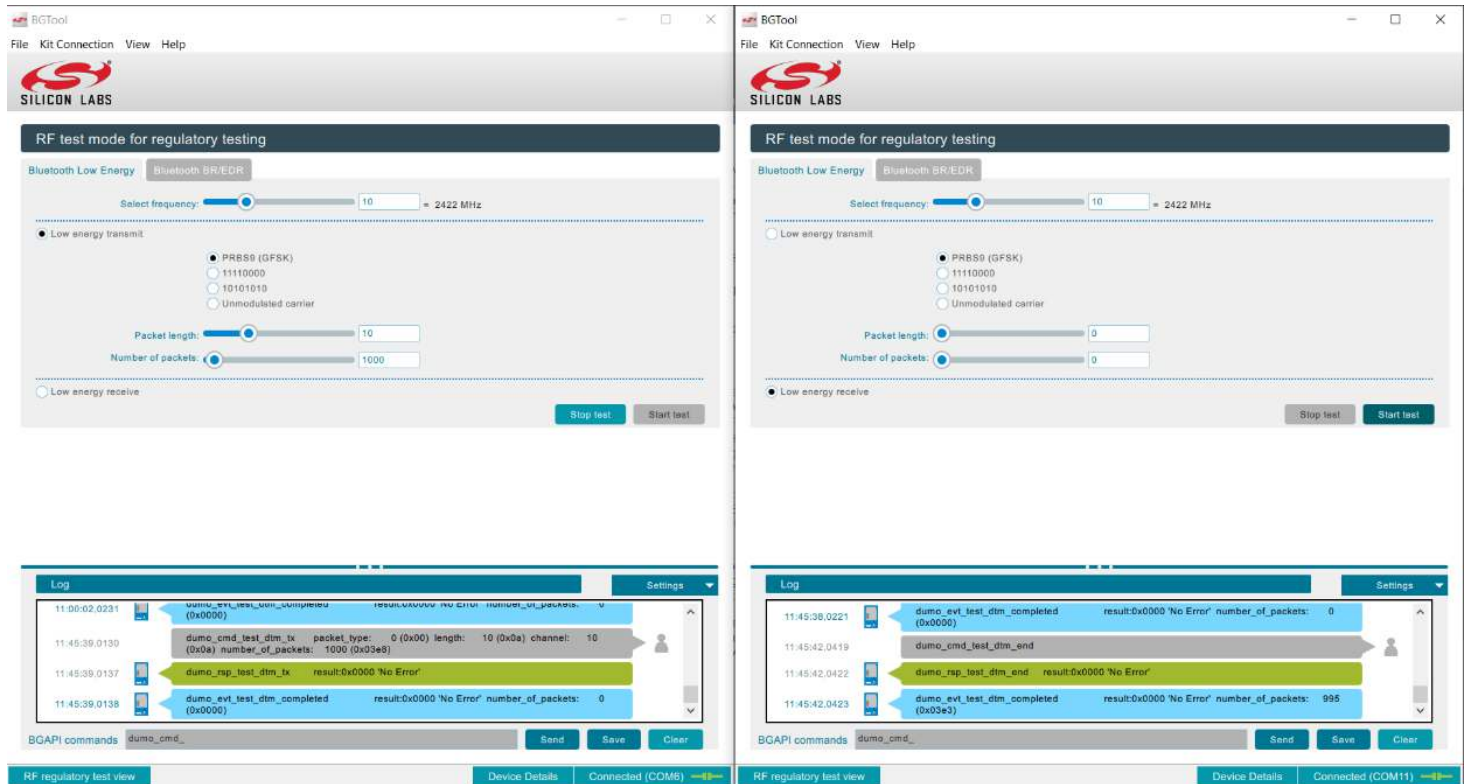 BGTool
File Kit Connection View Help
SILICON LABS
RF test mode for regulatory testing
Bluetooth Low Energy Bluetooth BR/EDR
Select frequency: 10 = 2422 MHz
Low energy transmit
PRBS9 (GFSK)
11110000
10101010
Unmodulated carrier
Packet length: 10
Number of packets: 1000
Low energy receive
Stop test Start test
Log Settings
11:00:02.0231 dumo_evt_test_dtm_completed result:0x0000 'No Error' number_of_packets: 0
(0x0000)
11:45:39.0130 dumo_cmd_test_dtm_tx packet_type: 0 (0x00) length: 10 (0x0a) channel: 10
(0x0a) number_of_packets: 1000 (0x03e8)
11:45:39.0137 dumo_rsp_test_dtm_tx result:0x0000 'No Error'
11:45:39.0138 dumo_evt_test_dtm_completed result:0x0000 'No Error' number_of_packets: 0
(0x0000)
BGAPI commands dumo_cmd_ Send Save Clear
RF regulatory test view Device Details Connected (COM6)
BGTool
File Kit Connection View Help
SILICON LABS
RF test mode for regulatory testing
Bluetooth Low Energy Bluetooth BR/EDR
Select frequency: 10 = 2422 MHz
Low energy transmit
PRBS9 (GFSK)
11110000
10101010
Unmodulated carrier
Packet length: 0
Number of packets: 0
Low energy receive
Stop test Start test
Log Settings
11:45:38.0221 dumo_evt_test_dtm_completed result:0x0000 'No Error' number_of_packets: 0
(0x0000)
11:45:42.0419 dumo_cmd_test_dtm_end
11:45:42.0422 dumo_rsp_test_dtm_end result:0x0000 'No Error'
11:45:42.0423 dumo_evt_test_dtm_completed result:0x0000 'No Error' number_of_packets: 995
(0x03e3)
BGAPI commands dumo_cmd_ Send Save Clear
RF regulatory test view Device Details Connected (COM11)